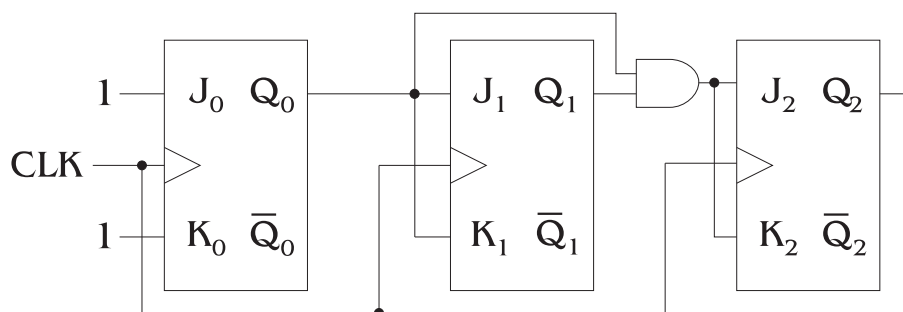 1 J₀ Q₀ J₁ Q₁ J₂ Q₂
CLK
1 K₀ Q̅₀ K₁ Q̅₁ K₂ Q̅₂